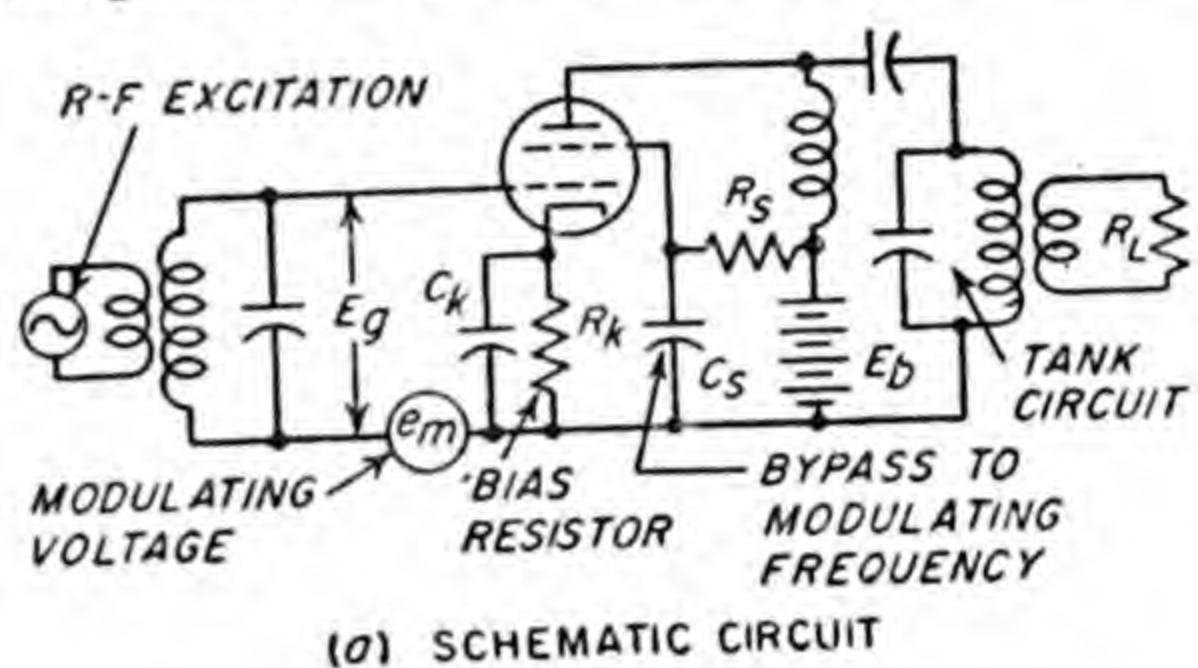 R-F EXCITATION
Eg
Ck
Rk
Rs
Cs
Eb
RL
em
TANK
CIRCUIT
MODULATING
VOLTAGE
BIAS
RESISTOR
BYPASS TO
MODULATING
FREQUENCY
(a) SCHEMATIC CIRCUIT